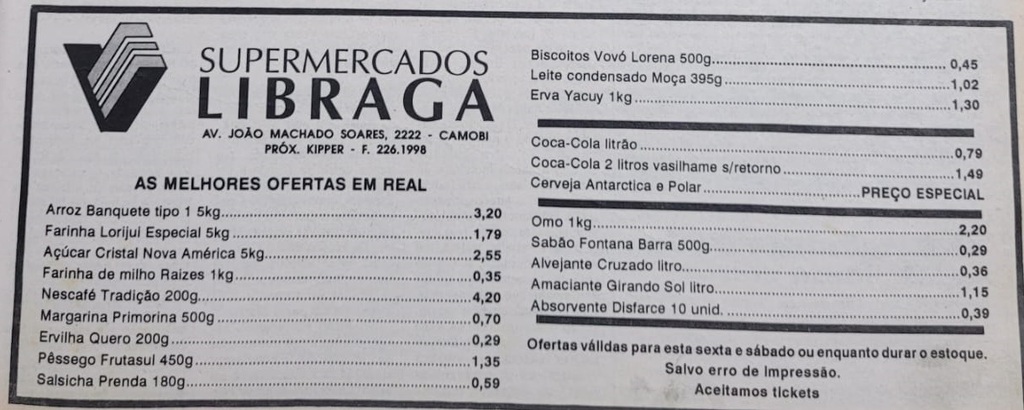 SUPERMERCADOS
LIBRAGA
AV. JOÃO MACHADO SOARES, 2222 - CAMOBI
PRÓX. KIPPER - F. 226.1998
AS MELHORES OFERTAS EM REAL
Arroz Banquete tipo 1 5kg....................3,20
Farinha Lorijuí Especial 5kg....................1,79
Açúcar Cristal Nova América 5kg....................2,55
Farinha de milho Raizes 1kg....................0,35
Nescafé Tradição 200g....................4,20
Margarina Primorina 500g....................0,70
Ervilha Quero 200g....................0,29
Pêssego Frutasul 450g....................1,35
Salsicha Prenda 180g....................0,59
Biscoitos Vovó Lorena 500g....................0,45
Leite condensado Moça 395g....................1,02
Erva Yacuy 1kg....................1,30
Coca-Cola litrão....................0,79
Coca-Cola 2 litros vasilhame s/retorno....................1,49
Cerveja Antarctica e Polar....................PREÇO ESPECIAL
Omo 1kg....................2,20
Sabão Fontana Barra 500g....................0,29
Alvejante Cruzado litro....................0,36
Amaciante Girando Sol litro....................1,15
Absorvente Disfarce 10 unid. ....................0,39
Ofertas válidas para esta sexta e sábado ou enquanto durar o estoque.
Salvo erro de Impressão.
Aceitamos tickets